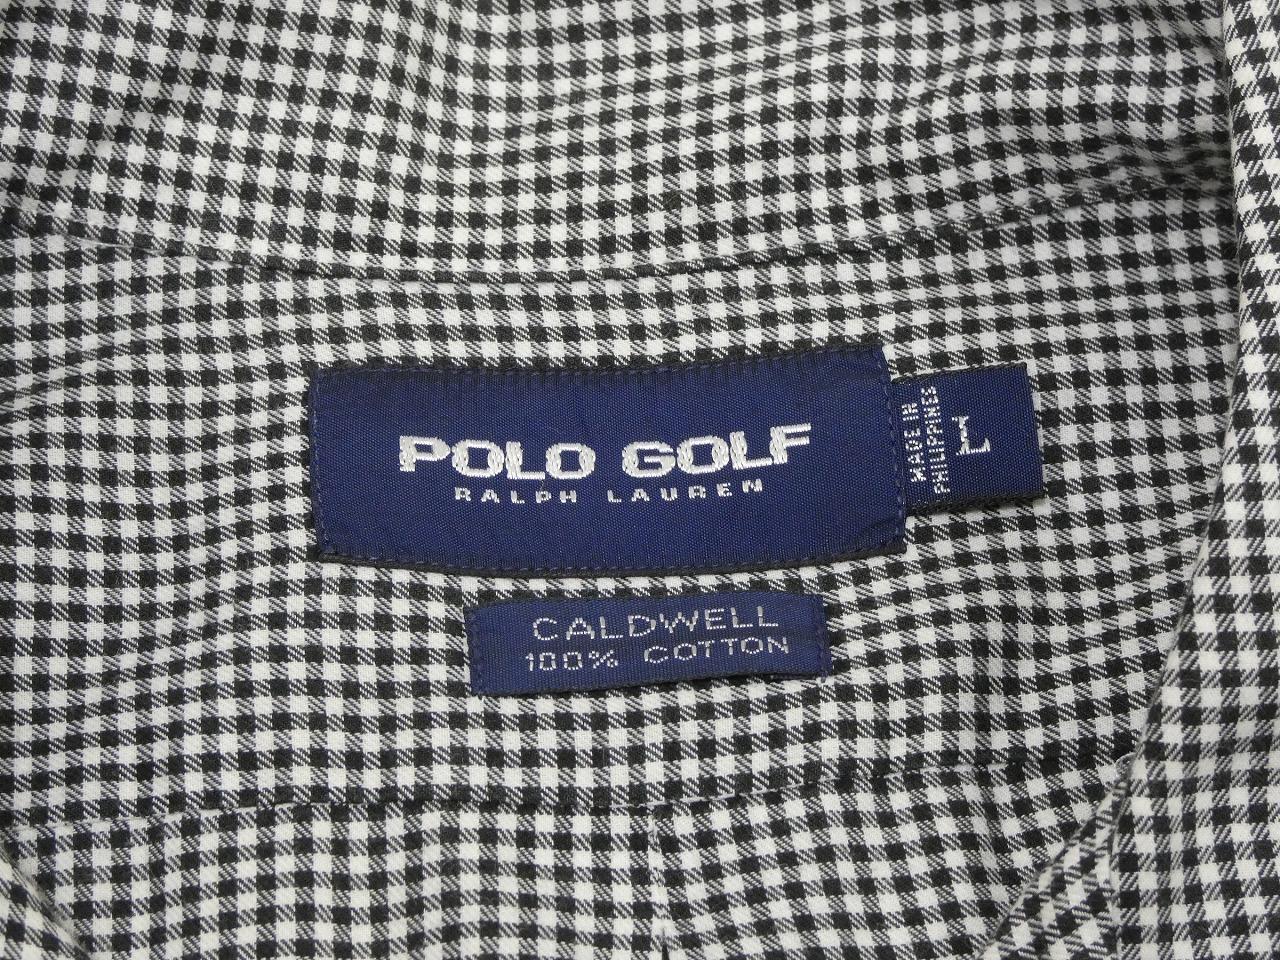 POLO GOLF
RALPH LAUREN
MADE IN
PHILIPPINES
L
CALDWELL
100% COTTON